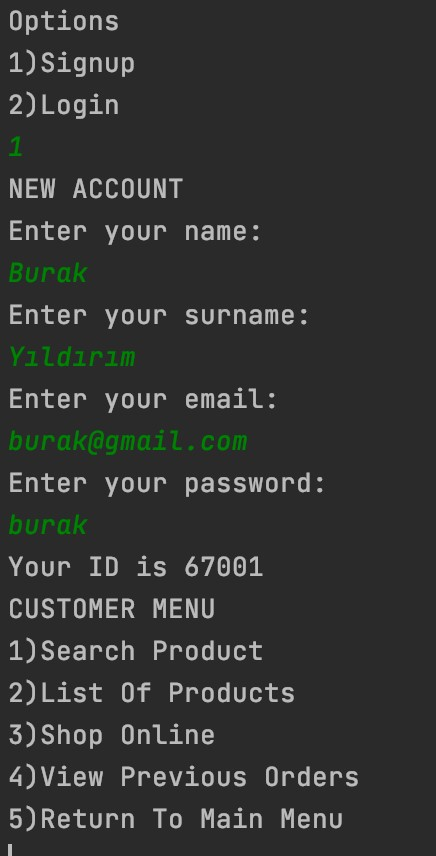 Options
1)Signup
2)Login
1
NEW ACCOUNT
Enter your name:
Burak
Enter your surname:
Yıldırım
Enter your email:
burak@gmail.com
Enter your password:
burak
Your ID is 67001
CUSTOMER MENU
1)Search Product
2)List Of Products
3)Shop Online
4)View Previous Orders
5)Return To Main Menu